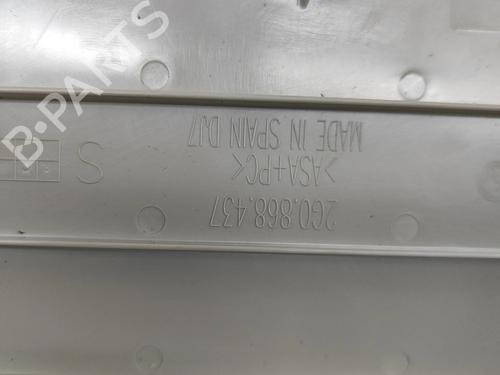 2G0.868.437
>ASA+PC<
MADE IN SPAIN DJ7
S
B-PARTS